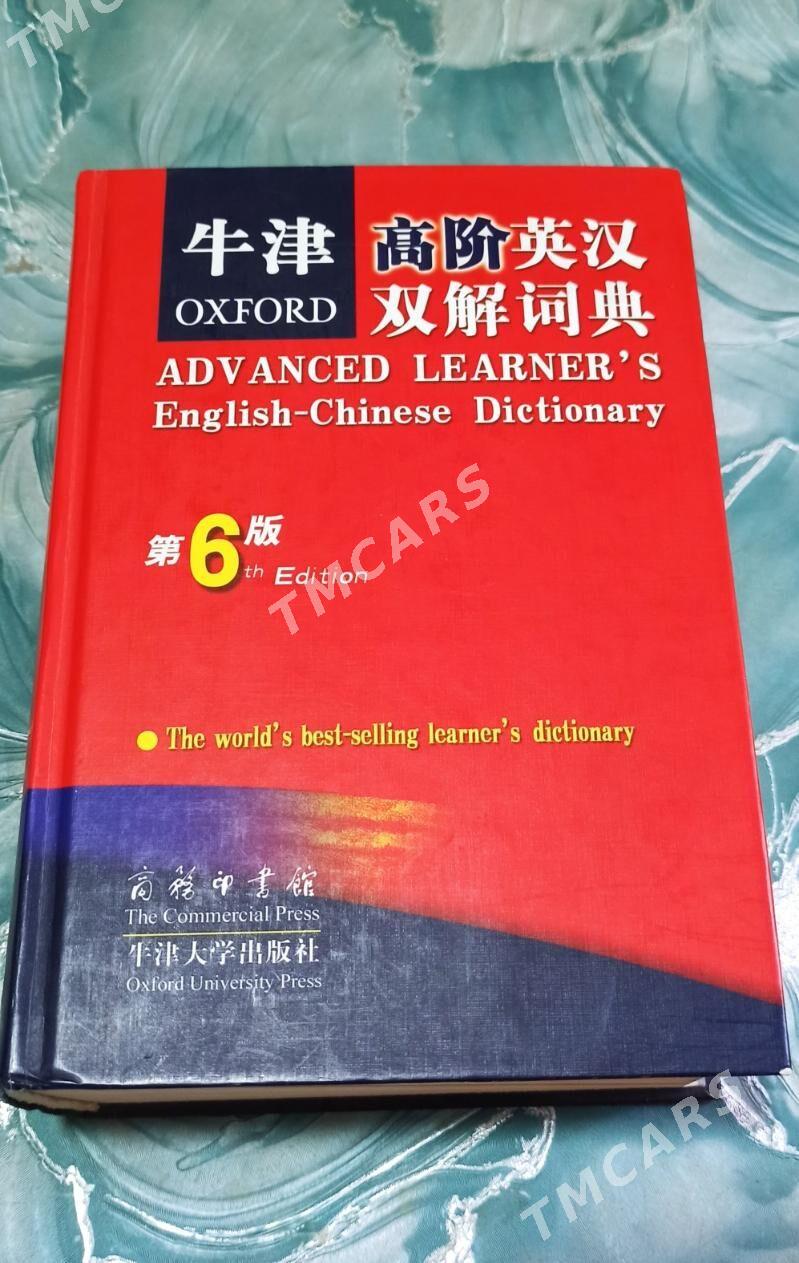 TMCARS
牛津
OXFORD
高阶英汉
双解词典
ADVANCED LEARNER'S
English-Chinese Dictionary
第6版
th Edition
TMCARS
The world's best-selling learner's dictionary
商務印書館
The Commercial Press
牛津大学出版社
Oxford University Press
TMCARS